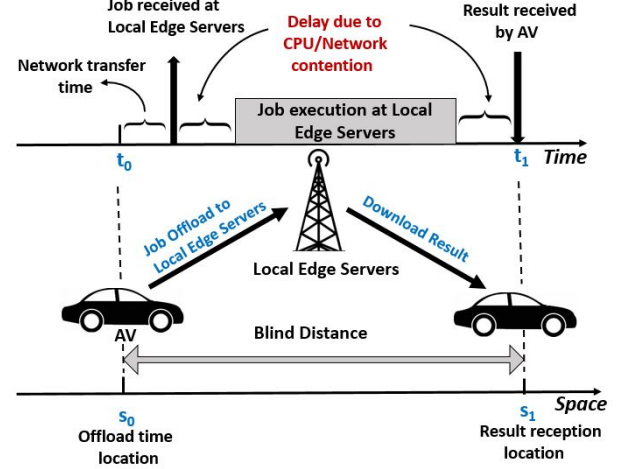 Job received at
Local Edge Servers
Delay due to
CPU/Network
contention
Result received
by AV
Network transfer
time
Job execution at Local
Edge Servers
t0
t1
Time
Job Offload to
Local Edge Servers
Download Result
Local Edge Servers
AV
Blind Distance
s0
s1
Space
Offload time
location
Result reception
location